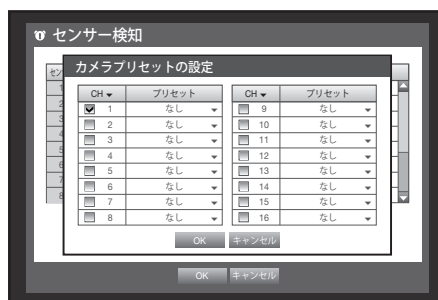 センサー検知
セン
カメラプリセットの設定
CH プリセット CH プリセット
1 なし 9 なし
2 なし 10 なし
3 なし 11 なし
4 なし 12 なし
5 なし 13 なし
6 なし 14 なし
7 なし 15 なし
8 なし 16 なし
OK キャンセル
OK キャンセル